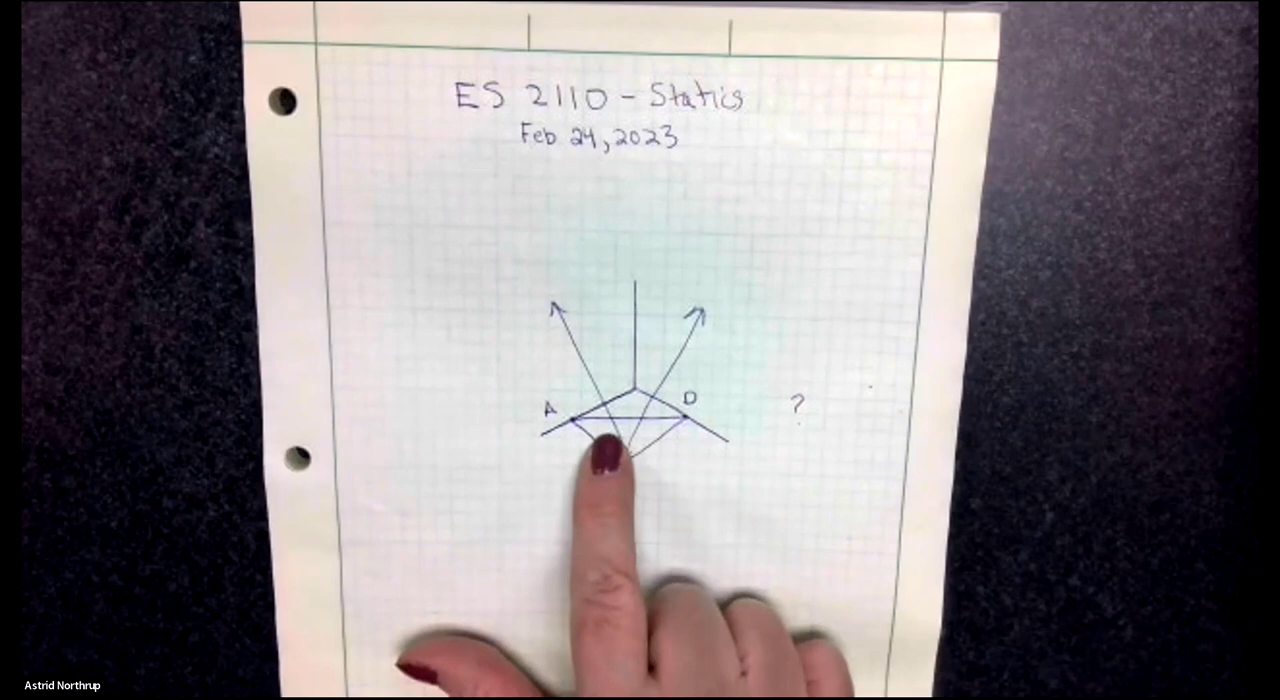 ES 2110 - Statics
Feb 24, 2023
A
D
?
Astrid Northrup